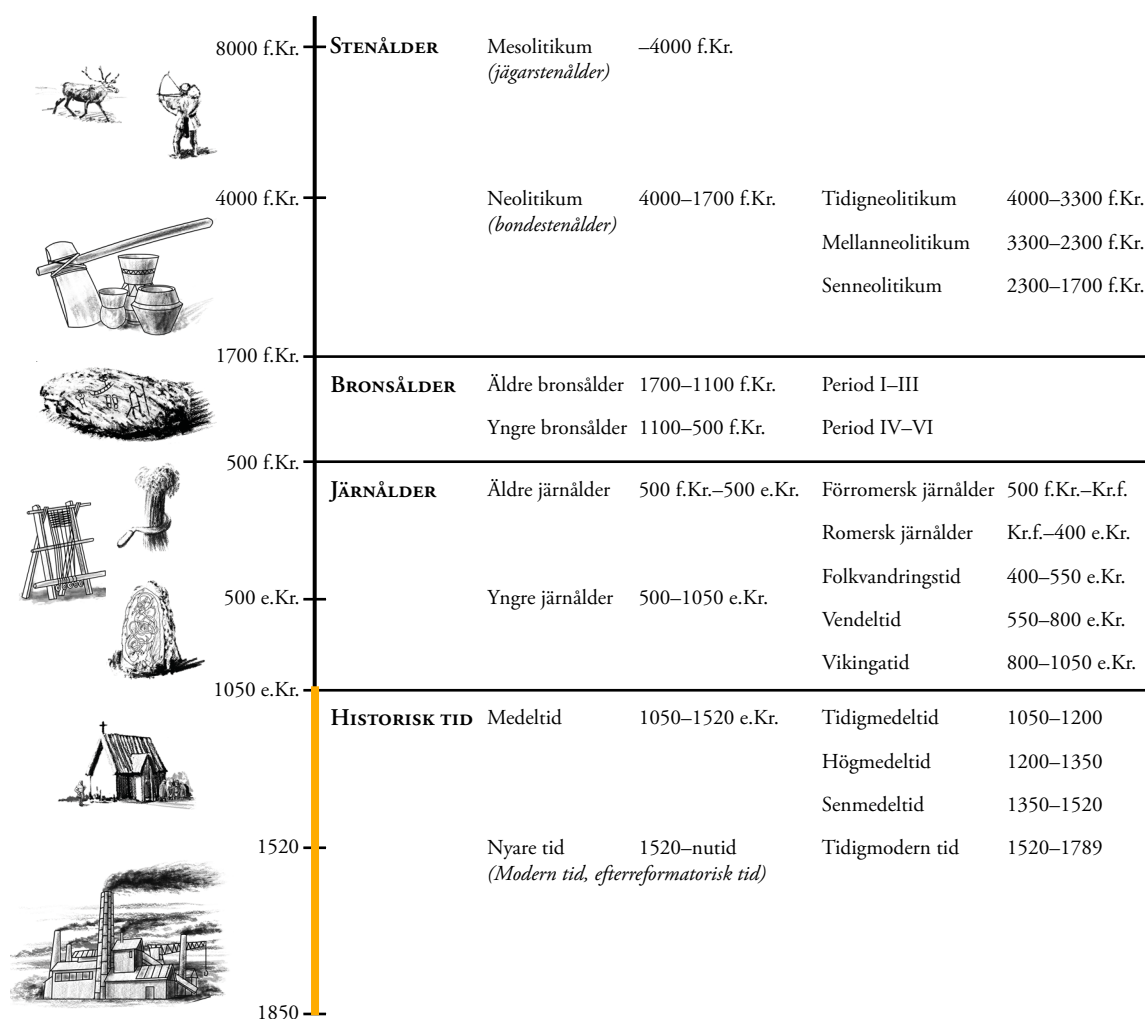 8000 f.Kr. STENÅLDER Mesolitikum –4000 f.Kr.
(jägarstenålder)
4000 f.Kr. Neolitikum 4000–1700 f.Kr. Tidigneolitikum 4000–3300 f.Kr.
(bondestenålder)
Mellanneolitikum 3300–2300 f.Kr.
Senneolitikum 2300–1700 f.Kr.
1700 f.Kr.
BRONSÅLDER Äldre bronsålder 1700–1100 f.Kr. Period I–III
Yngre bronsålder 1100–500 f.Kr. Period IV–VI
500 f.Kr.
JÄRNÅLDER Äldre järnålder 500 f.Kr.–500 e.Kr. Förromersk järnålder 500 f.Kr.–Kr.f.
Romersk järnålder Kr.f.–400 e.Kr.
Folkvandringstid 400–550 e.Kr.
500 e.Kr. Yngre järnålder 500–1050 e.Kr.
Vendeltid 550–800 e.Kr.
Vikingatid 800–1050 e.Kr.
1050 e.Kr.
HISTORISK TID Medeltid 1050–1520 e.Kr. Tidigmedeltid 1050–1200
Högmedeltid 1200–1350
Senmedeltid 1350–1520
1520 Nyare tid 1520–nutid Tidigmodern tid 1520–1789
(Modern tid, efterreformatorisk tid)
1850